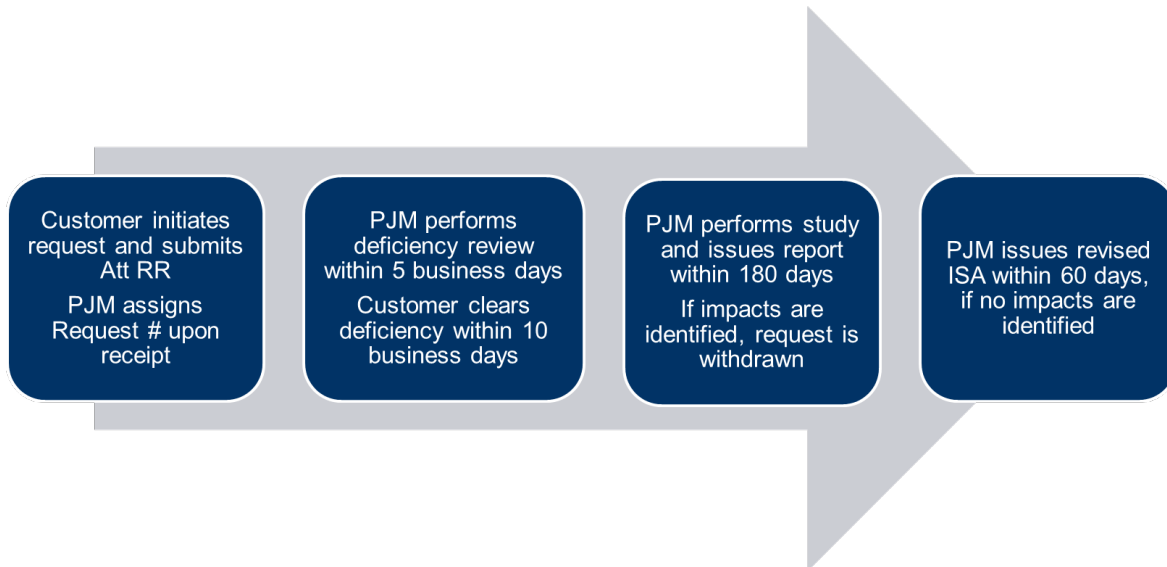 Customer initiates
request and submits
Att RR
PJM assigns
Request # upon
receipt
PJM performs
deficiency review
within 5 business days
Customer clears
deficiency within 10
business days
PJM performs study
and issues report
within 180 days
If impacts are
identified, request is
withdrawn
PJM issues revised
ISA within 60 days,
if no impacts are
identified